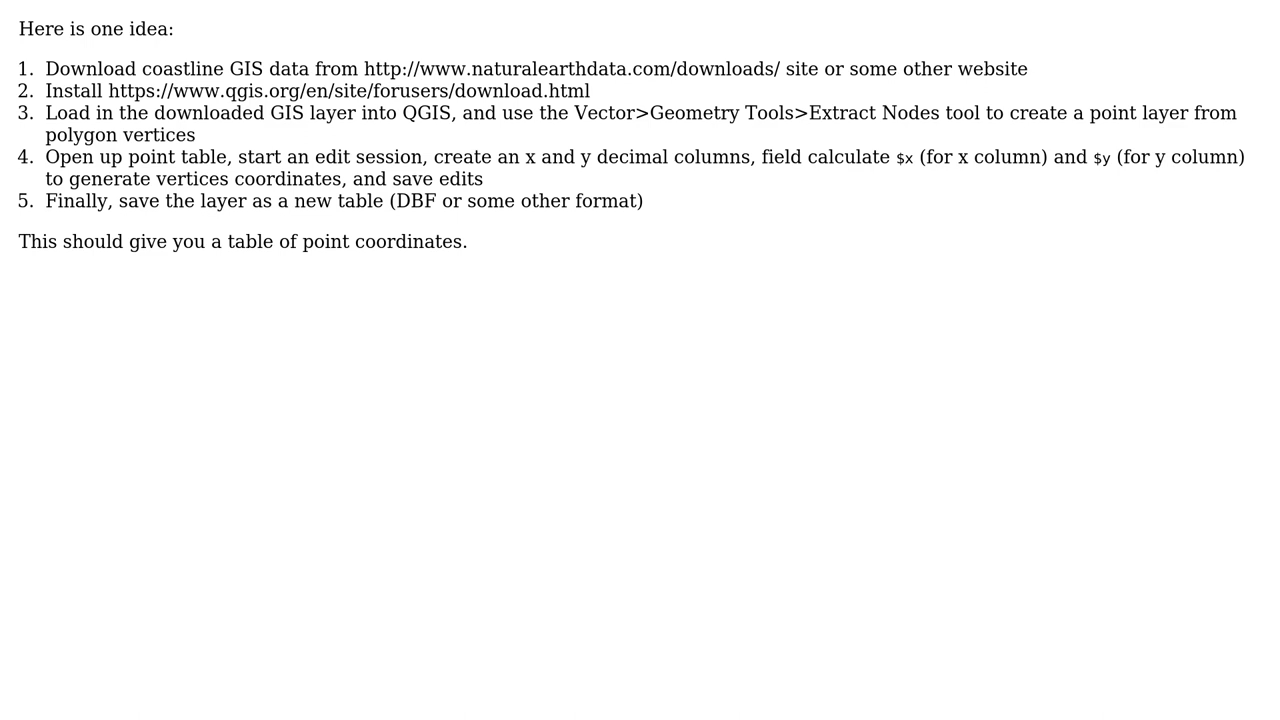 Here is one idea:
1. Download coastline GIS data from http://www.naturalearthdata.com/downloads/ site or some other website
2. Install https://www.qgis.org/en/site/forusers/download.html
3. Load in the downloaded GIS layer into QGIS, and use the Vector>Geometry Tools>Extract Nodes tool to create a point layer from
polygon vertices
4. Open up point table, start an edit session, create an x and y decimal columns, field calculate $x (for x column) and $y (for y column)
to generate vertices coordinates, and save edits
5. Finally, save the layer as a new table (DBF or some other format)
This should give you a table of point coordinates.